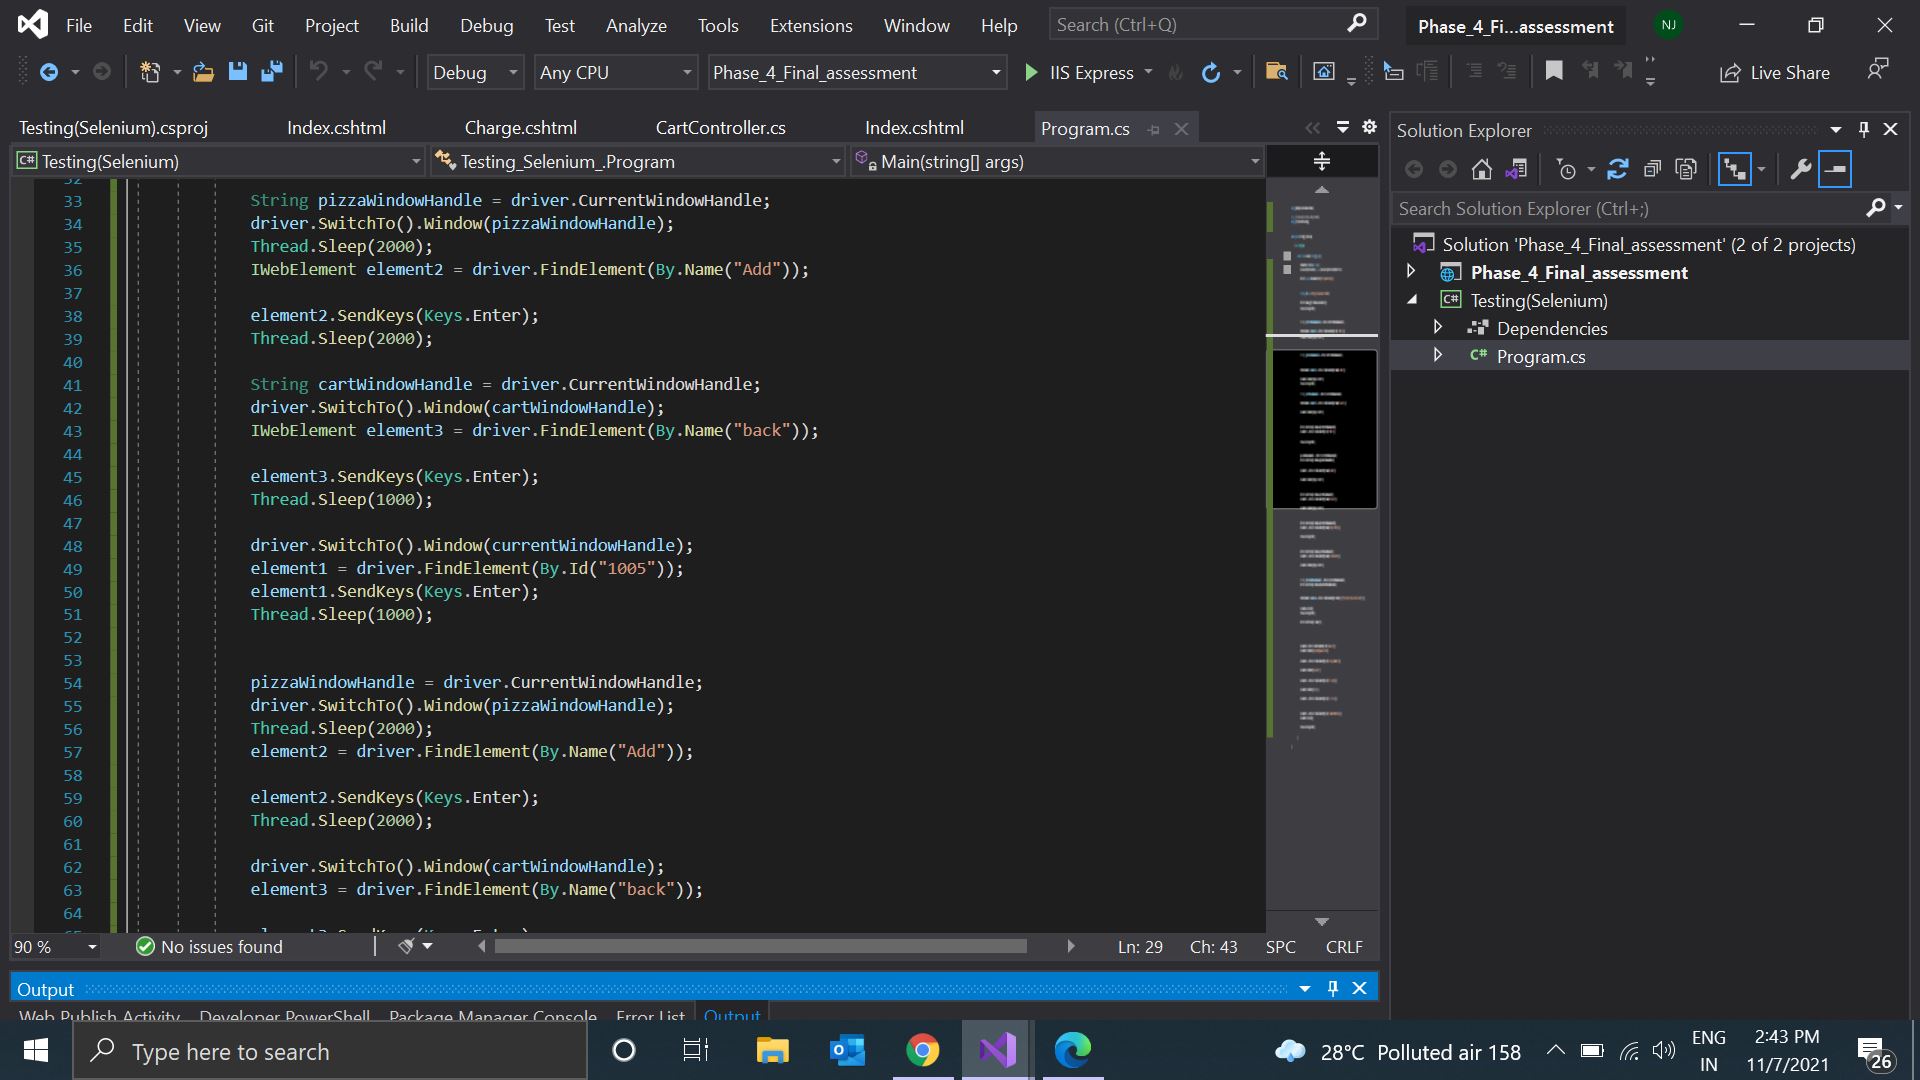 File Edit View Git Project Build Debug Test Analyze Tools Extensions Window Help Search (Ctrl+Q) Phase_4_Fi...assessment NJ
Debug Any CPU Phase_4_Final_assessment IIS Express Live Share
Testing(Selenium).csproj Index.cshtml Charge.cshtml CartController.cs Index.cshtml Program.cs
C# Testing(Selenium) Testing_Selenium_.Program Main(string[] args)
32
33 String pizzaWindowHandle = driver.CurrentWindowHandle;
34 driver.SwitchTo().Window(pizzaWindowHandle);
35 Thread.Sleep(2000);
36 IWebElement element2 = driver.FindElement(By.Name("Add"));
37
38 element2.SendKeys(Keys.Enter);
39 Thread.Sleep(2000);
40
41 String cartWindowHandle = driver.CurrentWindowHandle;
42 driver.SwitchTo().Window(cartWindowHandle);
43 IWebElement element3 = driver.FindElement(By.Name("back"));
44
45 element3.SendKeys(Keys.Enter);
46 Thread.Sleep(1000);
47
48 driver.SwitchTo().Window(currentWindowHandle);
49 element1 = driver.FindElement(By.Id("1005"));
50 element1.SendKeys(Keys.Enter);
51 Thread.Sleep(1000);
52
53
54 pizzaWindowHandle = driver.CurrentWindowHandle;
55 driver.SwitchTo().Window(pizzaWindowHandle);
56 Thread.Sleep(2000);
57 element2 = driver.FindElement(By.Name("Add"));
58
59 element2.SendKeys(Keys.Enter);
60 Thread.Sleep(2000);
61
62 driver.SwitchTo().Window(cartWindowHandle);
63 element3 = driver.FindElement(By.Name("back"));
64
90 % No issues found Ln: 29 Ch: 43 SPC CRLF
Output
Web Publish Activity Developer PowerShell Package Manager Console Error List Output
Solution Explorer
Search Solution Explorer (Ctrl+;)
Solution 'Phase_4_Final_assessment' (2 of 2 projects)
Phase_4_Final_assessment
C# Testing(Selenium)
Dependencies
C# Program.cs
Type here to search
28°C Polluted air 158
ENG
IN
2:43 PM
11/7/2021
26